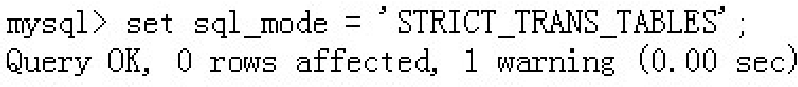 mysql> set sql_mode = 'STRICT_TRANS_TABLES';
Query OK, 0 rows affected, 1 warning (0.00 sec)